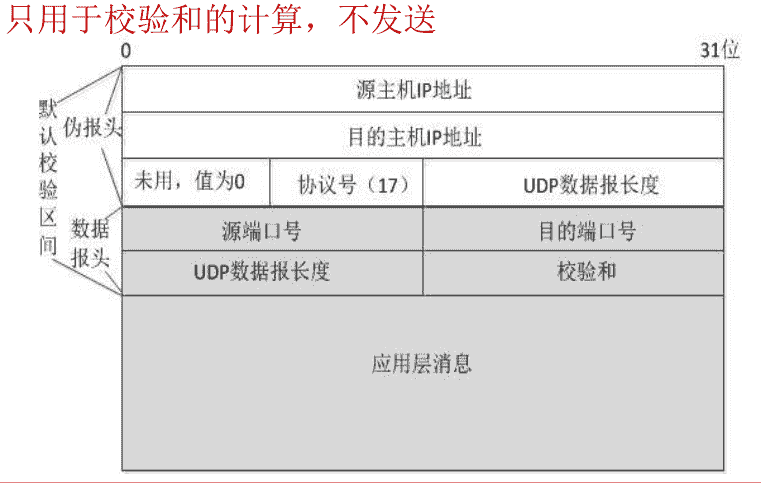 只用于校验和的计算，不发送
0 31位
源主机IP地址
默认校验区间
伪报头
目的主机IP地址
未用，值为0 协议号（17） UDP数据报长度
数据报头
源端口号 目的端口号
UDP数据报长度 校验和
应用层消息